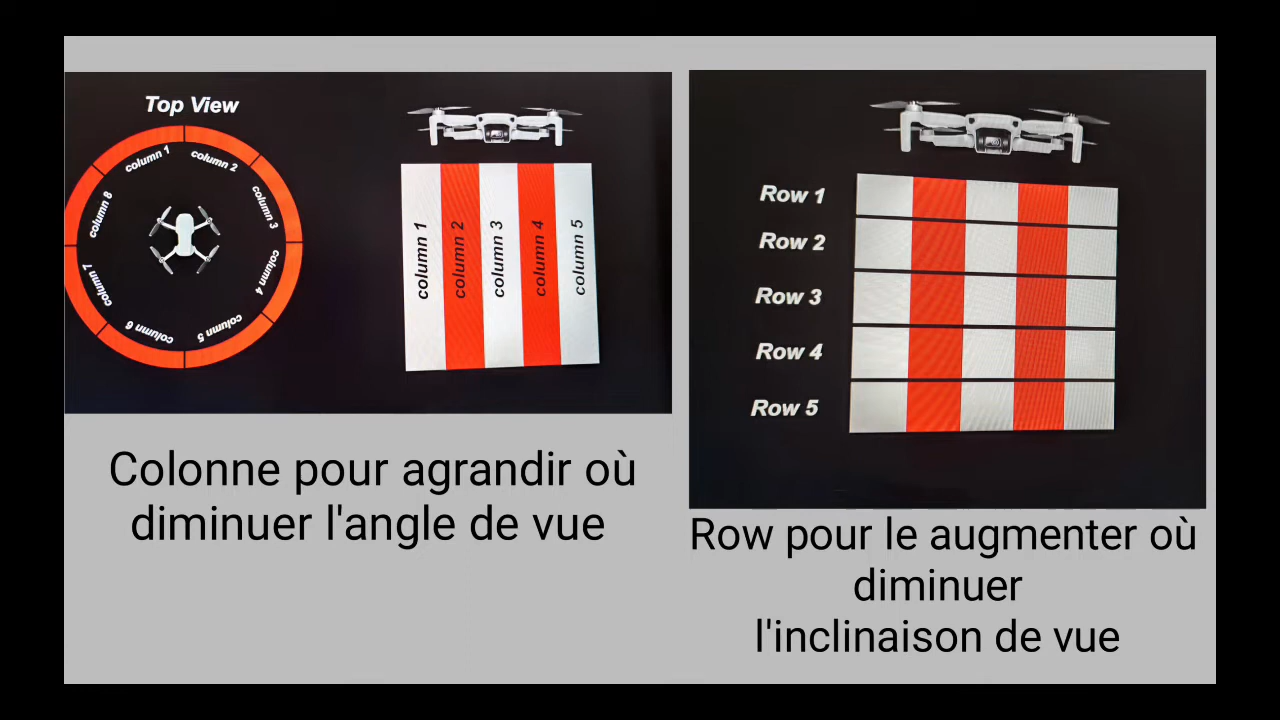 Top View
column 1
column 2
column 3
column 4
column 5
column 6
column 7
column 8
column 1
column 2
column 3
column 4
column 5
Colonne pour agrandir où
diminuer l'angle de vue
Row 1
Row 2
Row 3
Row 4
Row 5
Row pour le augmenter où
diminuer
l'inclinaison de vue